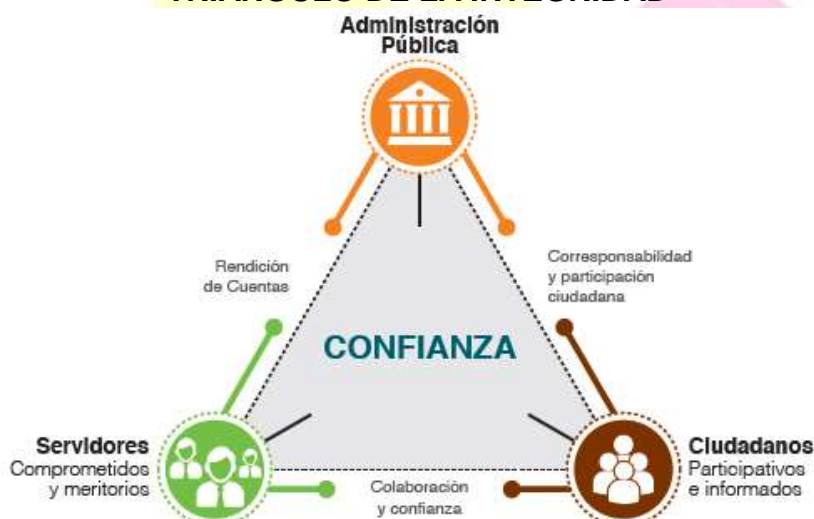 Administración
Pública
Rendición
de Cuentas
Corresponsabilidad
y participación
ciudadana
CONFIANZA
Servidores
Comprometidos
y meritorios
Ciudadanos
Participativos
e informados
Colaboración
y confianza